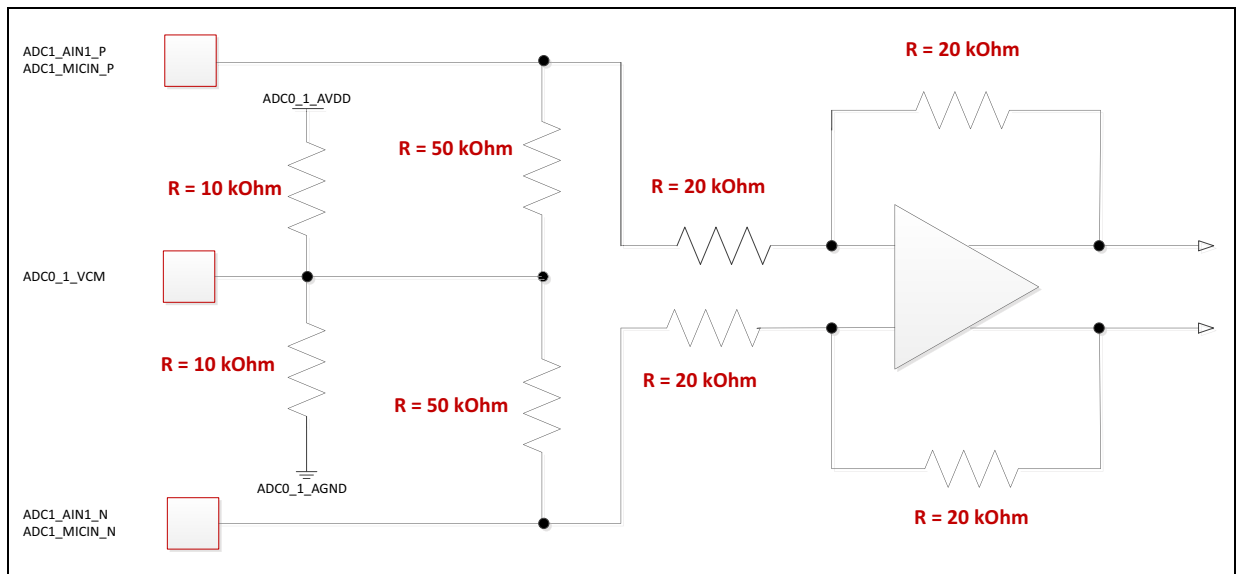 ADC1_AIN1_P
ADC1_MICIN_P
R = 20 kOhm
ADC0_1_AVDD
R = 50 kOhm
R = 10 kOhm
R = 20 kOhm
ADC0_1_VCM
R = 10 kOhm
R = 20 kOhm
R = 50 kOhm
ADC0_1_AGND
ADC1_AIN1_N
ADC1_MICIN_N
R = 20 kOhm